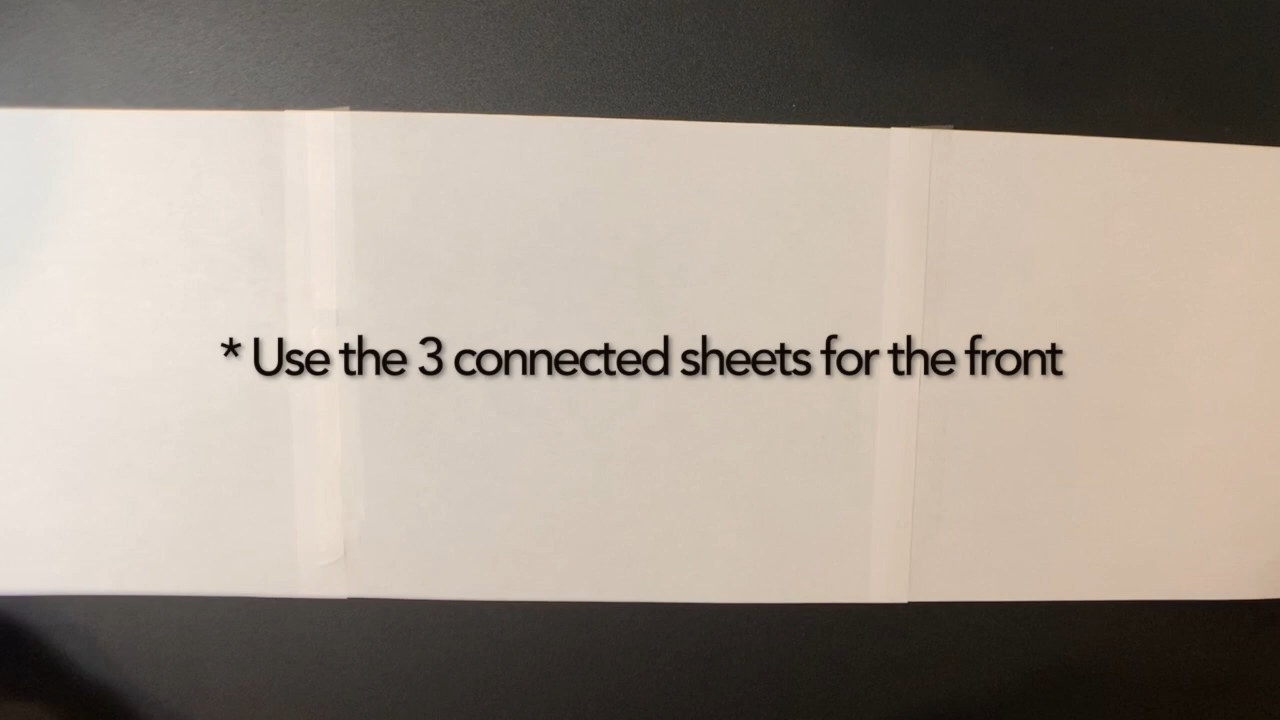 * Use the 3 connected sheets for the front